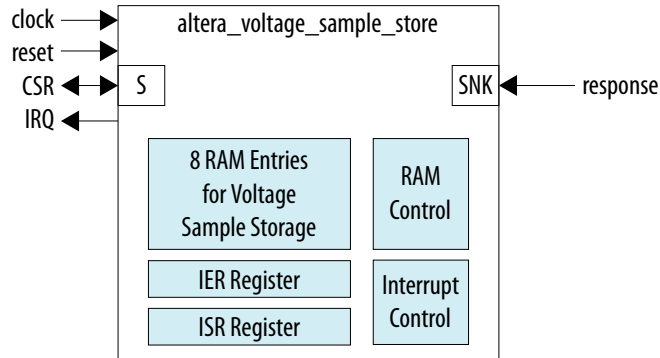 clock
altera_voltage_sample_store
reset
CSR
S
SNK
response
IRQ
8 RAM Entries
for Voltage
Sample Storage
RAM
Control
IER Register
ISR Register
Interrupt
Control